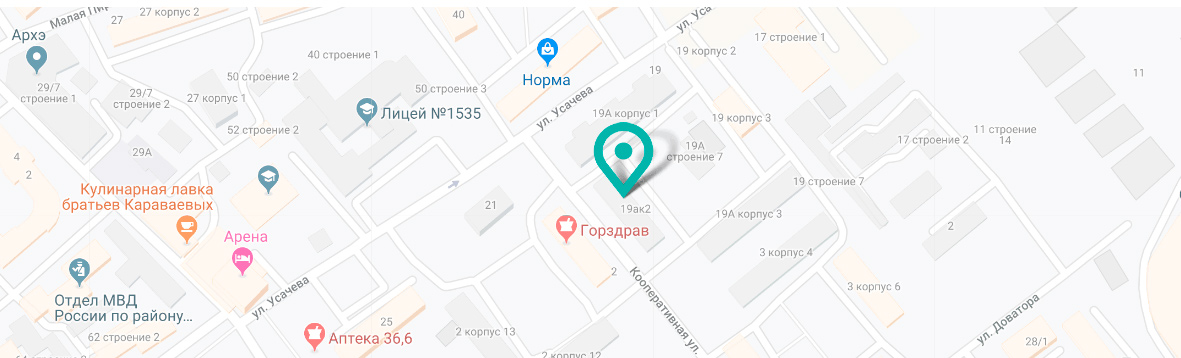 27 корпус 2
Малая Пир
27
40
ул. Уса
17 строение 1
Архэ
40 строение 1
19 корпус 2
Норма
19
11
29/7
строение 1
29/7
строение 2
27 корпус 1
50 строение 2
50 строение 3
Лицей №1535
ул. Усачева
19А корпус 1
19 корпус 3
52 строение 2
17 строение 2
11 строение
14
29А
4
2
19А
строение 7
19 строение 7
Кулинарная лавка
братьев Караваевых
21
19ак2
19А корпус 3
2
Арена
Горздрав
3 корпус 4
2
Отдел МВД
России по району...
ул. Усачева
Кооперативная ул.
3 корпус 6
ул. Доватора
25
Аптека 36,6
62 строение 2
2 корпус 13
2 корпус 12
28/1